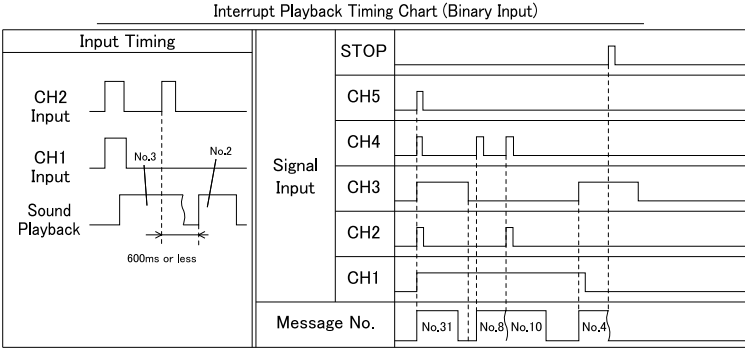 Interrupt Playback Timing Chart (Binary Input)
Input Timing
CH2
Input
CH1
Input
No.3
No.2
Sound
Playback
600ms or less
Signal
Input
STOP
CH5
CH4
CH3
CH2
CH1
Message No.
No.31
No.8
No.10
No.4